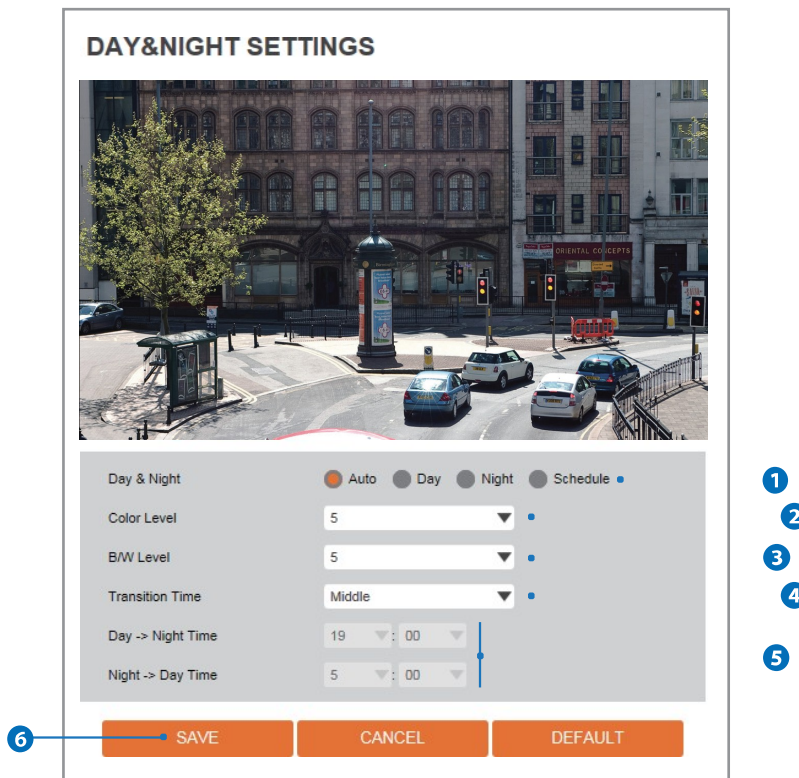 DAY&NIGHT SETTINGS
ORIENTAL CONCEPTS
Day & Night Auto Day Night Schedule
1
Color Level 5
2
B/W Level 5
3
Transition Time Middle
4
Day -> Night Time 19 : 00
5
Night -> Day Time 5 : 00
6 SAVE CANCEL DEFAULT